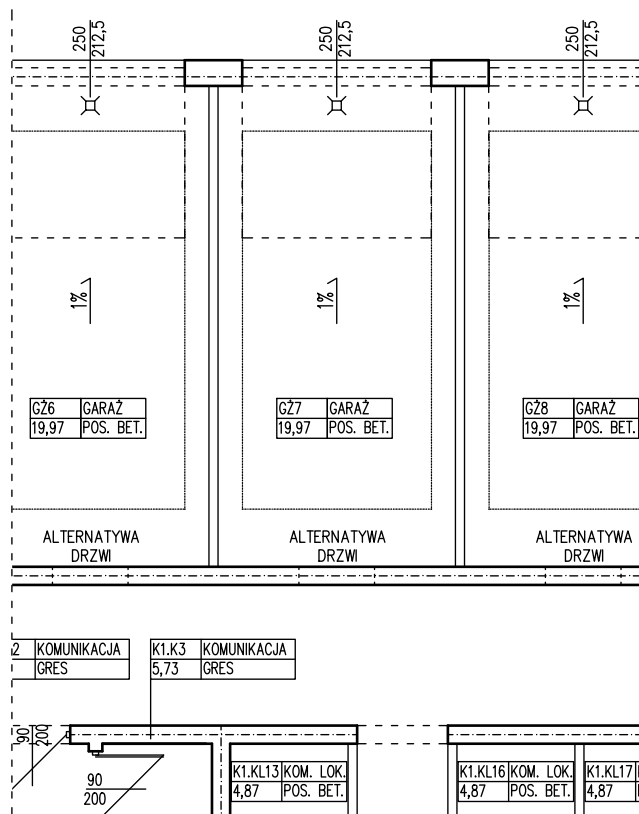 250
212,5
250
212,5
250
212,5
1%
1%
1%
GŻ6 GARAŻ
19,97 POS. BET.
GŻ7 GARAŻ
19,97 POS. BET.
GŻ8 GARAŻ
19,97 POS. BET.
ALTERNATYWA
DRZWI
ALTERNATYWA
DRZWI
ALTERNATYWA
DRZWI
2 KOMUNIKACJA
GRES
K1.K3 KOMUNIKACJA
5,73 GRES
90
200
90
200
K1.KL13 KOM. LOK.
4,87 POS. BET.
K1.KL16 KOM. LOK.
4,87 POS. BET.
K1.KL17
4,87